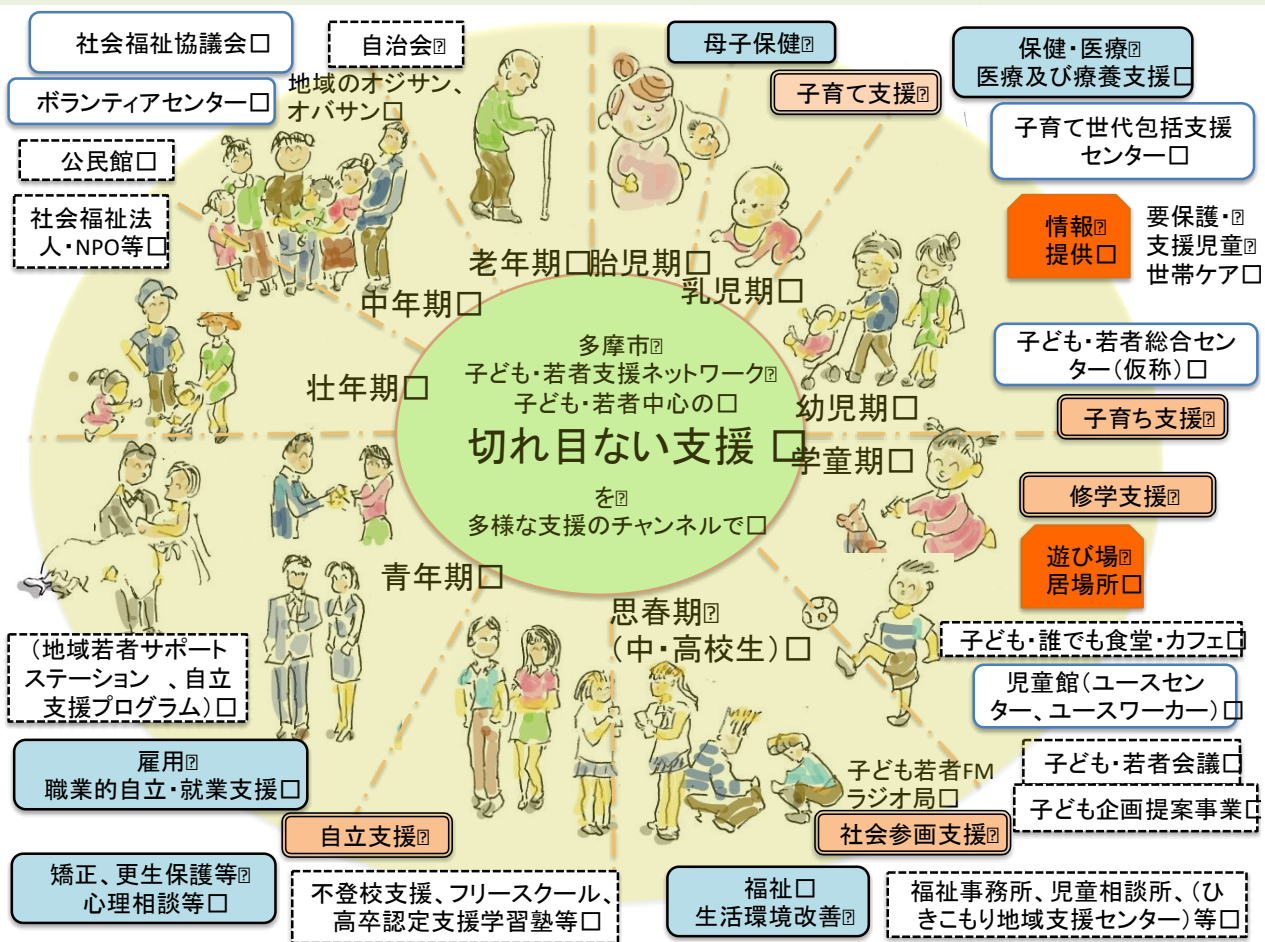 社会福祉協議会
自治会
母子保健
保健・医療
医療及び療養支援
ボランティアセンター
地域のオジサン、
オバサン
子育て支援
子育て世代包括支援
センター
公民館
社会福祉法
人・NPO等
情報
提供
要保護・
支援児童
世帯ケア
老年期
胎児期
乳児期
中年期
壮年期
多摩市
子ども・若者支援ネットワーク
子ども・若者中心の
切れ目ない支援
を
多様な支援のチャンネルで
子ども・若者総合セン
ター(仮称)
幼児期
子育ち支援
学童期
修学支援
遊び場
居場所
青年期
思春期
(中・高校生)
子ども・誰でも食堂・カフェ
(地域若者サポート
ステーション 、自立
支援プログラム)
児童館(ユースセン
ター、ユースワーカー)
雇用
職業的自立・就業支援
子ども若者FM
ラジオ局
子ども・若者会議
子ども企画提案事業
自立支援
社会参画支援
矯正、更生保護等
心理相談等
不登校支援、フリースクール、
高卒認定支援学習塾等
福祉
生活環境改善
福祉事務所、児童相談所、(ひ
きこもり地域支援センター)等